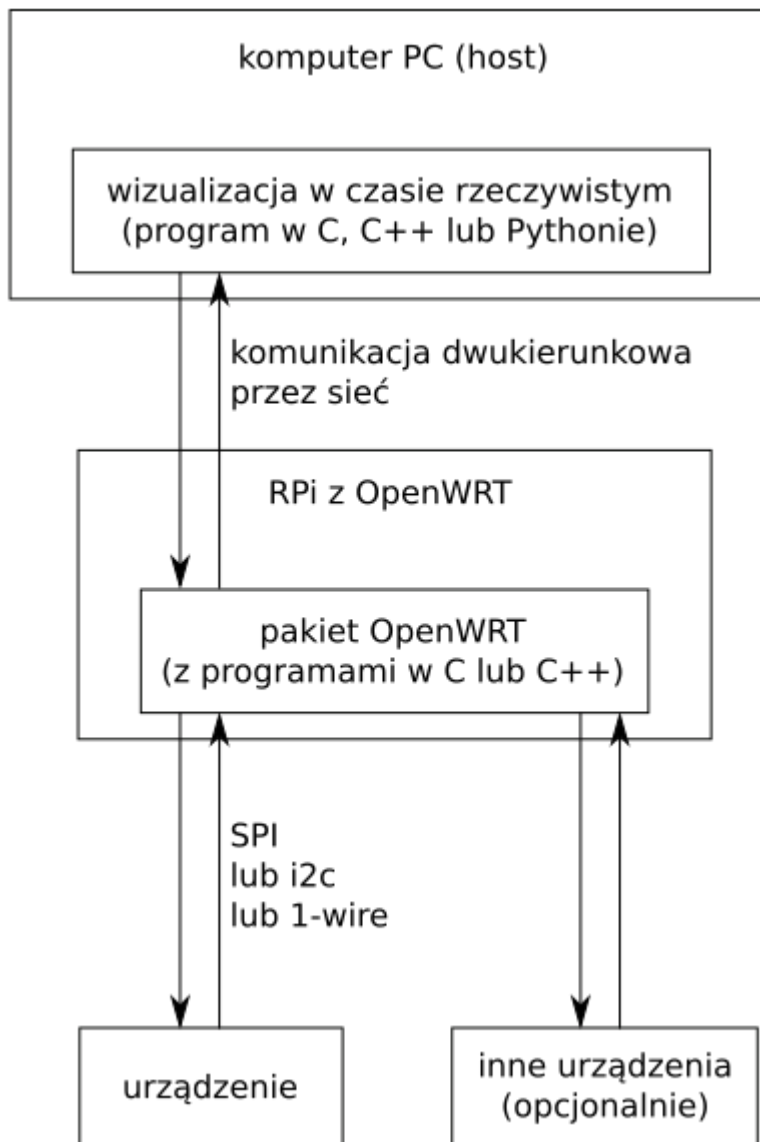 komputer PC (host)
wizualizacja w czasie rzeczywistym
(program w C, C++ lub Pythonie)
komunikacja dwukierunkowa
przez sieć
RPi z OpenWRT
pakiet OpenWRT
(z programami w C lub C++)
SPI
lub i2c
lub 1-wire
urządzenie
inne urządzenia
(opcjonalnie)